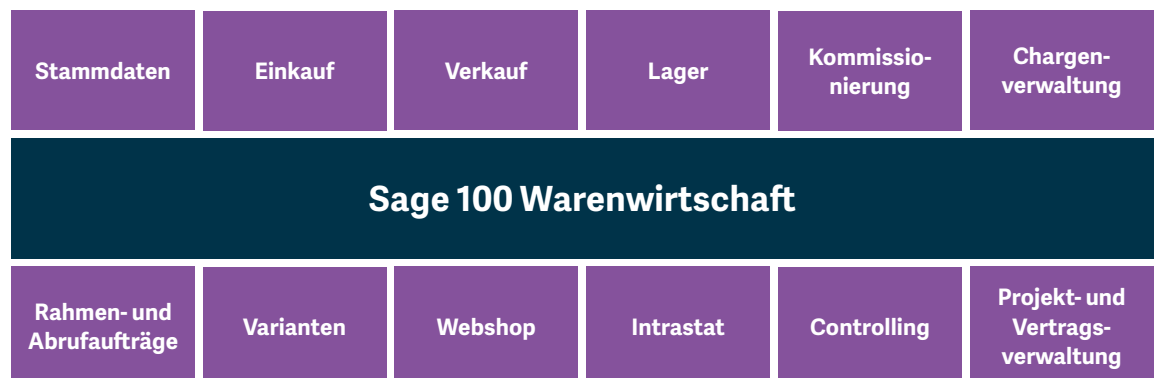 Stammdaten
Einkauf
Verkauf
Lager
Kommissio-
nierung
Chargen-
verwaltung
Sage 100 Warenwirtschaft
Rahmen- und
Abrufaufträge
Varianten
Webshop
Intrastat
Controlling
Projekt- und
Vertrags-
verwaltung